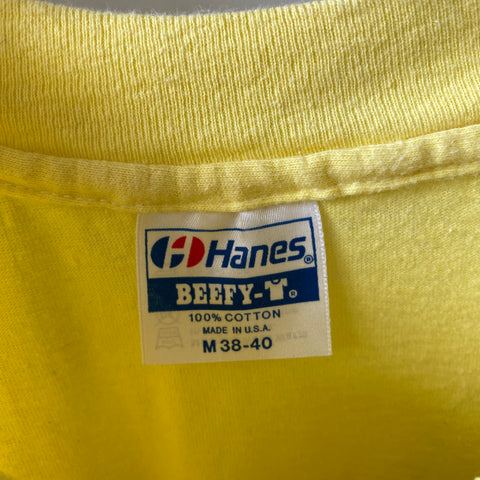 Hanes®
BEEFY-T®
100% COTTON
MADE IN U.S.A.
M 38-40